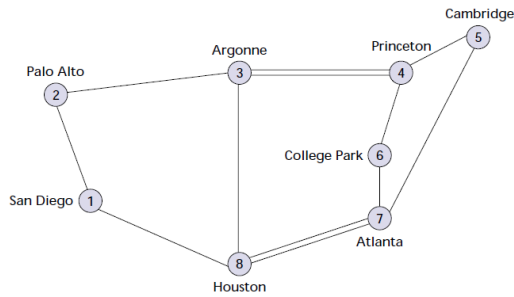 Cambridge
5
Princeton
4
Argonne
3
Palo Alto
2
College Park 6
San Diego 1
7
Atlanta
8
Houston